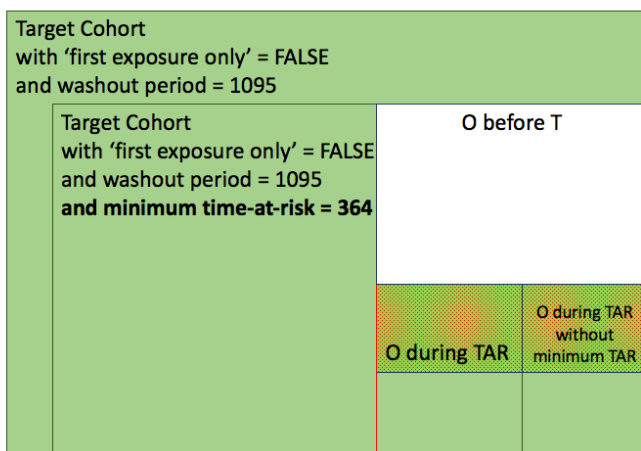 Target Cohort
with ‘first exposure only’ = FALSE
and washout period = 1095
Target Cohort
with ‘first exposure only’ = FALSE
and washout period = 1095
and minimum time-at-risk = 364
O before T
O during TAR
O during TAR
without
minimum TAR